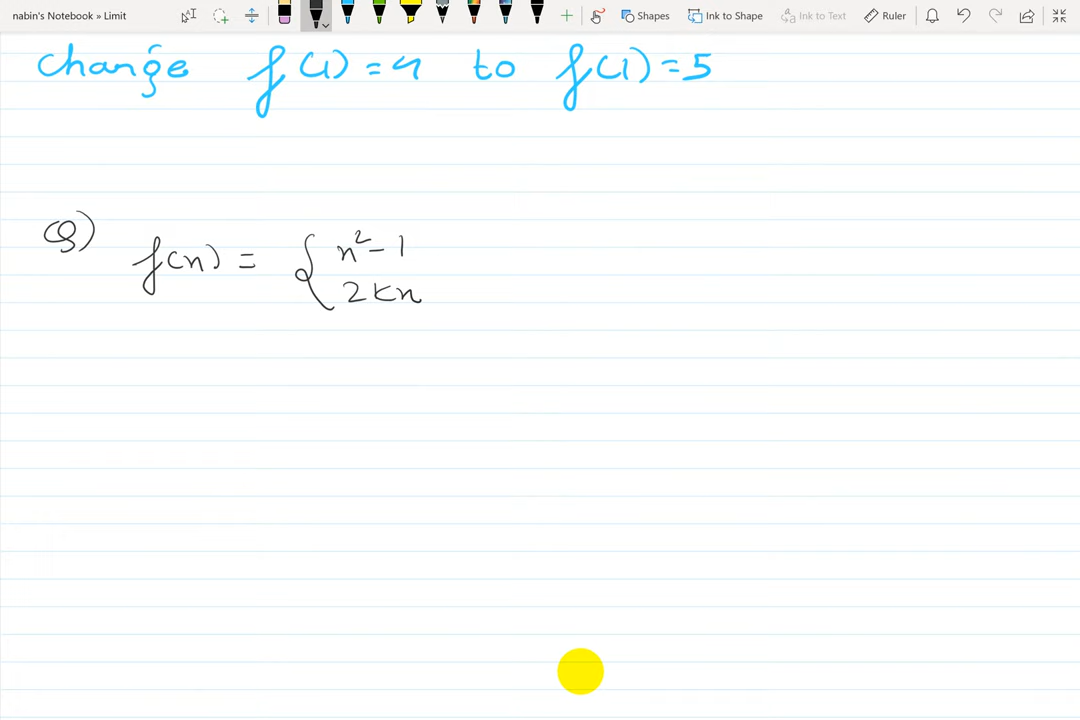 nabin's Notebook » Limit
Shapes
Ink to Shape
Ink to Text
Ruler
change f(1) = 4 to f(1) = 5
Q) f(x) = { x² - 1
2kx